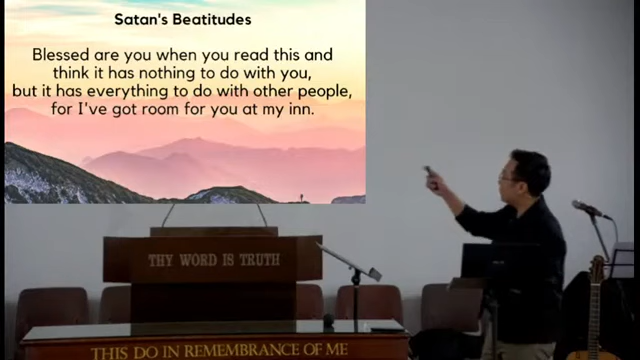 Satan's Beatitudes
Blessed are you when you read this and
think it has nothing to do with you,
but it has everything to do with other people,
for I've got room for you at my inn.
THY WORD IS TRUTH
THIS DO IN REMEMBRANCE OF ME